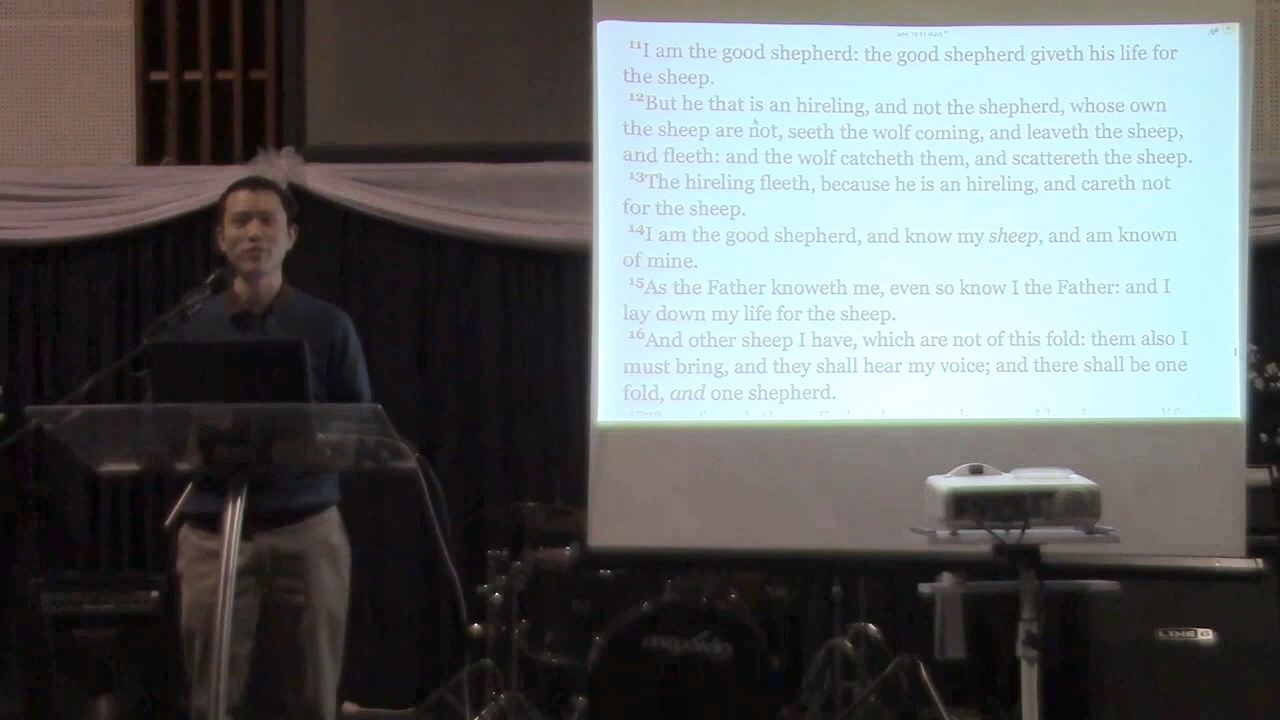 ¹¹I am the good shepherd: the good shepherd giveth his life for
the sheep.
¹²But he that is an hireling, and not the shepherd, whose own
the sheep are not, seeth the wolf coming, and leaveth the sheep,
and fleeth: and the wolf catcheth them, and scattereth the sheep.
¹³The hireling fleeth, because he is an hireling, and careth not
for the sheep.
¹⁴I am the good shepherd, and know my sheep, and am known
of mine.
¹⁵As the Father knoweth me, even so know I the Father: and I
lay down my life for the sheep.
¹⁶And other sheep I have, which are not of this fold: them also I
must bring, and they shall hear my voice; and there shall be one
fold, and one shepherd.
LINE 6